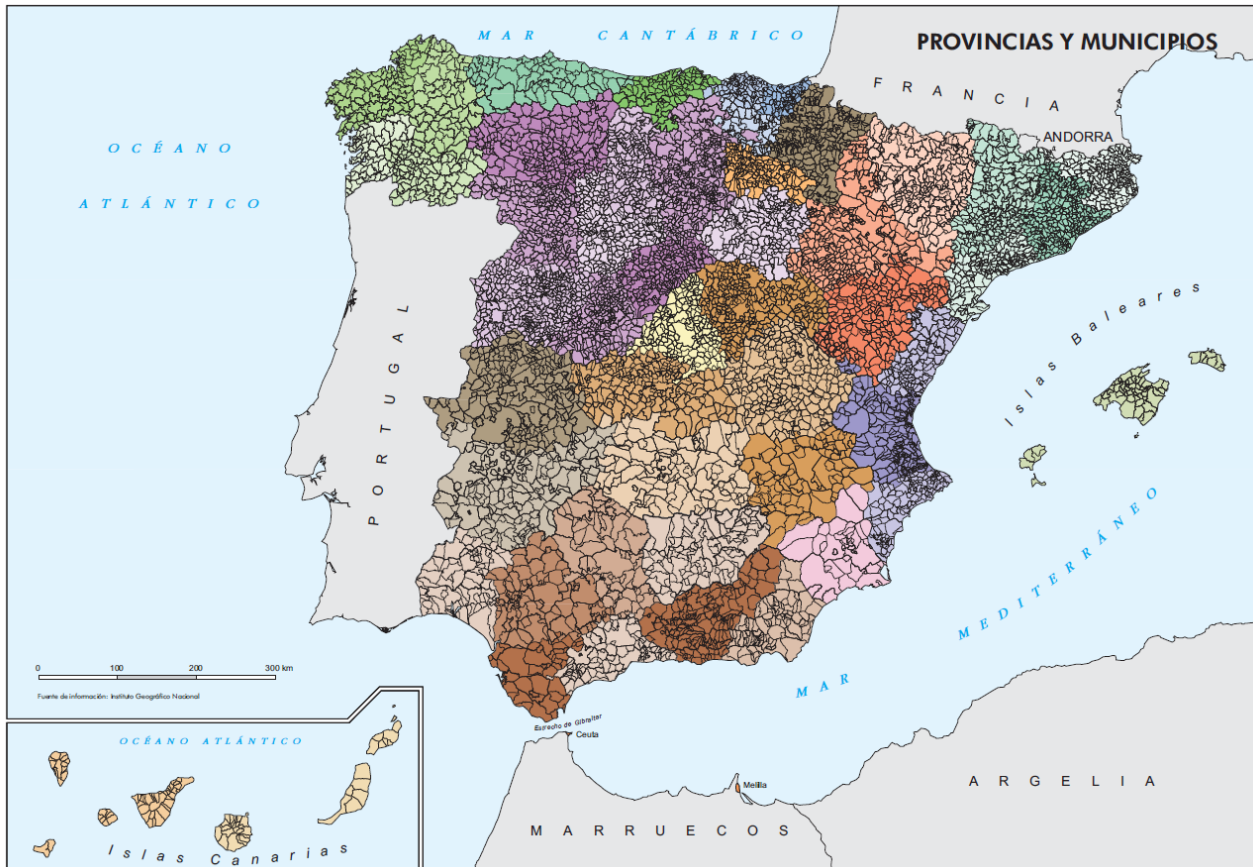 MAR CANTÁBRICO
PROVINCIAS Y MUNICIPIOS
FRANCIA
ANDORRA
OCÉANO
ATLÁNTICO
PORTUGAL
Islas Baleares
MEDITERRÁNEO
MAR
0 100 200 300 km
Fuente de información: Instituto Geográfico Nacional
Estrecho de Gibraltar
Ceuta
Melilla
OCÉANO ATLÁNTICO
Islas Canarias
MARRUECOS
ARGELIA